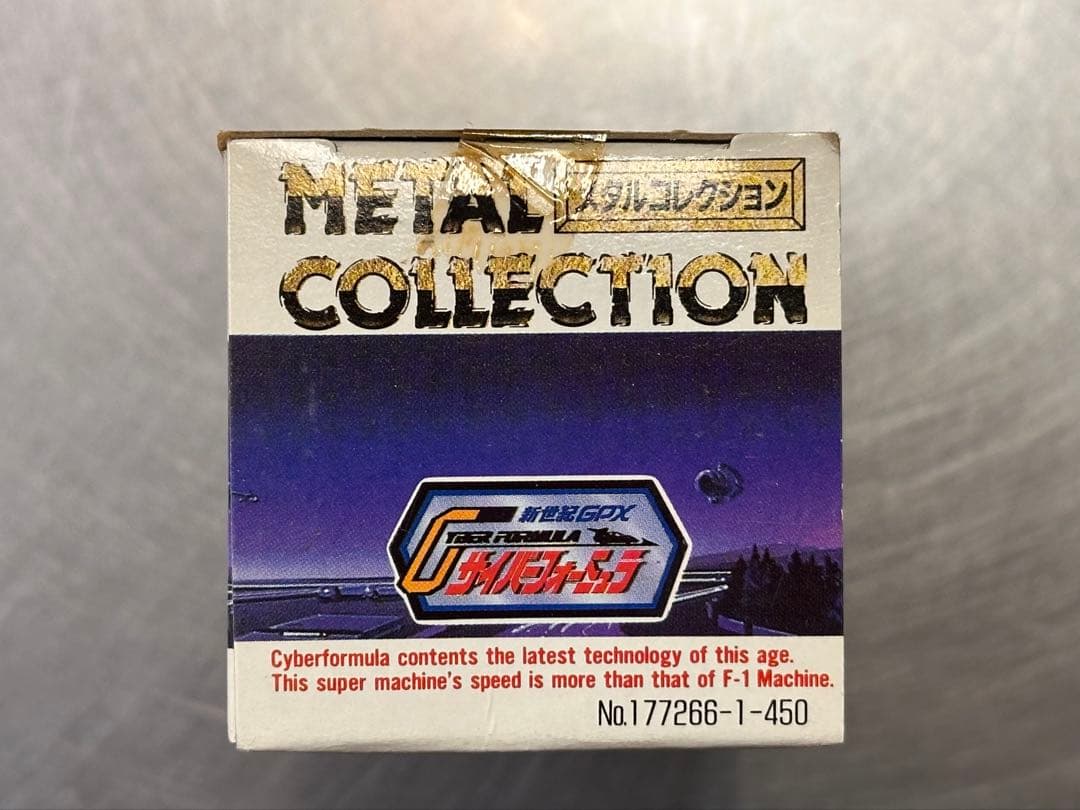 METAL
メタルコレクション
COLLECTION
新世紀GPX
CYBER FORMULA
サイバーフォーミュラ
Cyberformula contents the latest technology of this age.
This super machine's speed is more than that of F-1 Machine.
No.177266-1-450